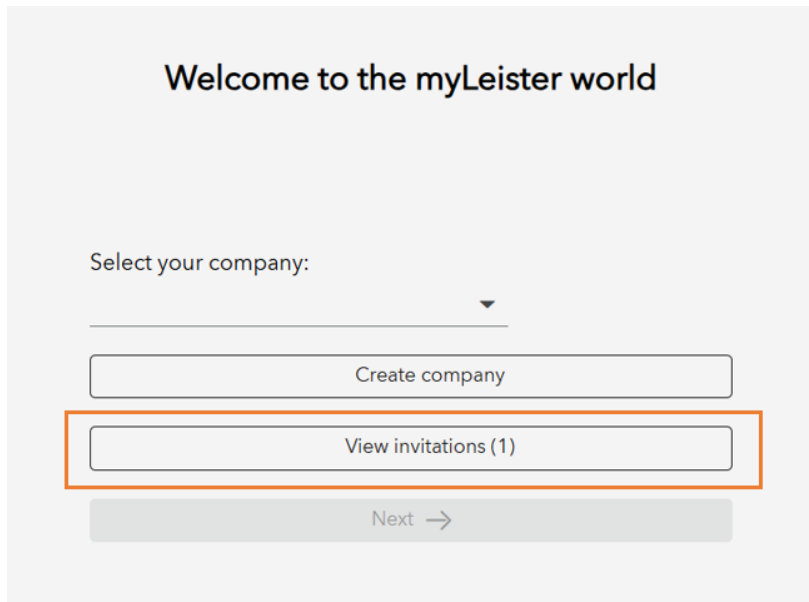 Welcome to the myLeister world
Select your company:
Create company
View invitations (1)
Next